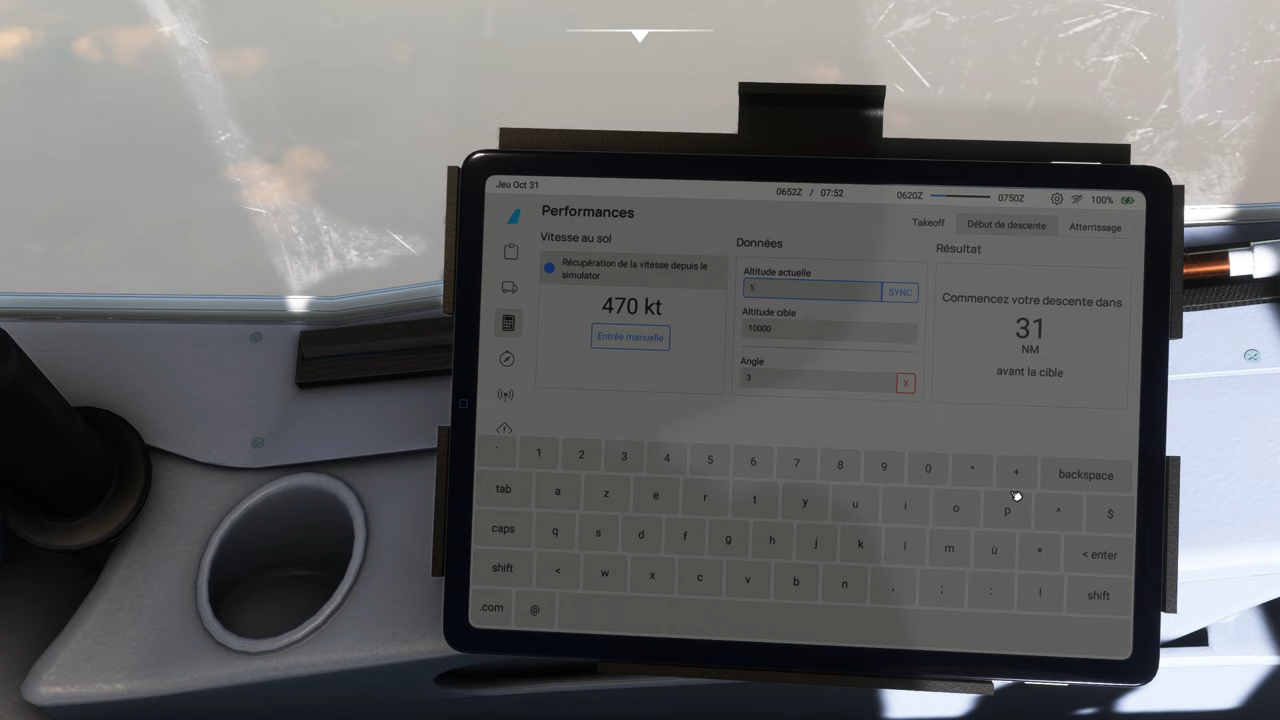 Jeu Oct 31
0652Z / 07:52
0620Z
0750Z
100%
Performances
Takeoff
Début de descente
Atterrissage
Vitesse au sol
Récupération de la vitesse depuis le
simulator
470 kt
Entrée manuelle
Données
Altitude actuelle
1
SYNC
Altitude cible
10000
Angle
3
X
Résultat
Commencez votre descente dans
31
NM
avant la cible
` 1 2 3 4 5 6 7 8 9 0 * + backspace
tab a z e r t y u i o p ^ $
caps q s d f g h j k l m ù * < enter
shift < w x c v b n , ; : ! shift
.com @